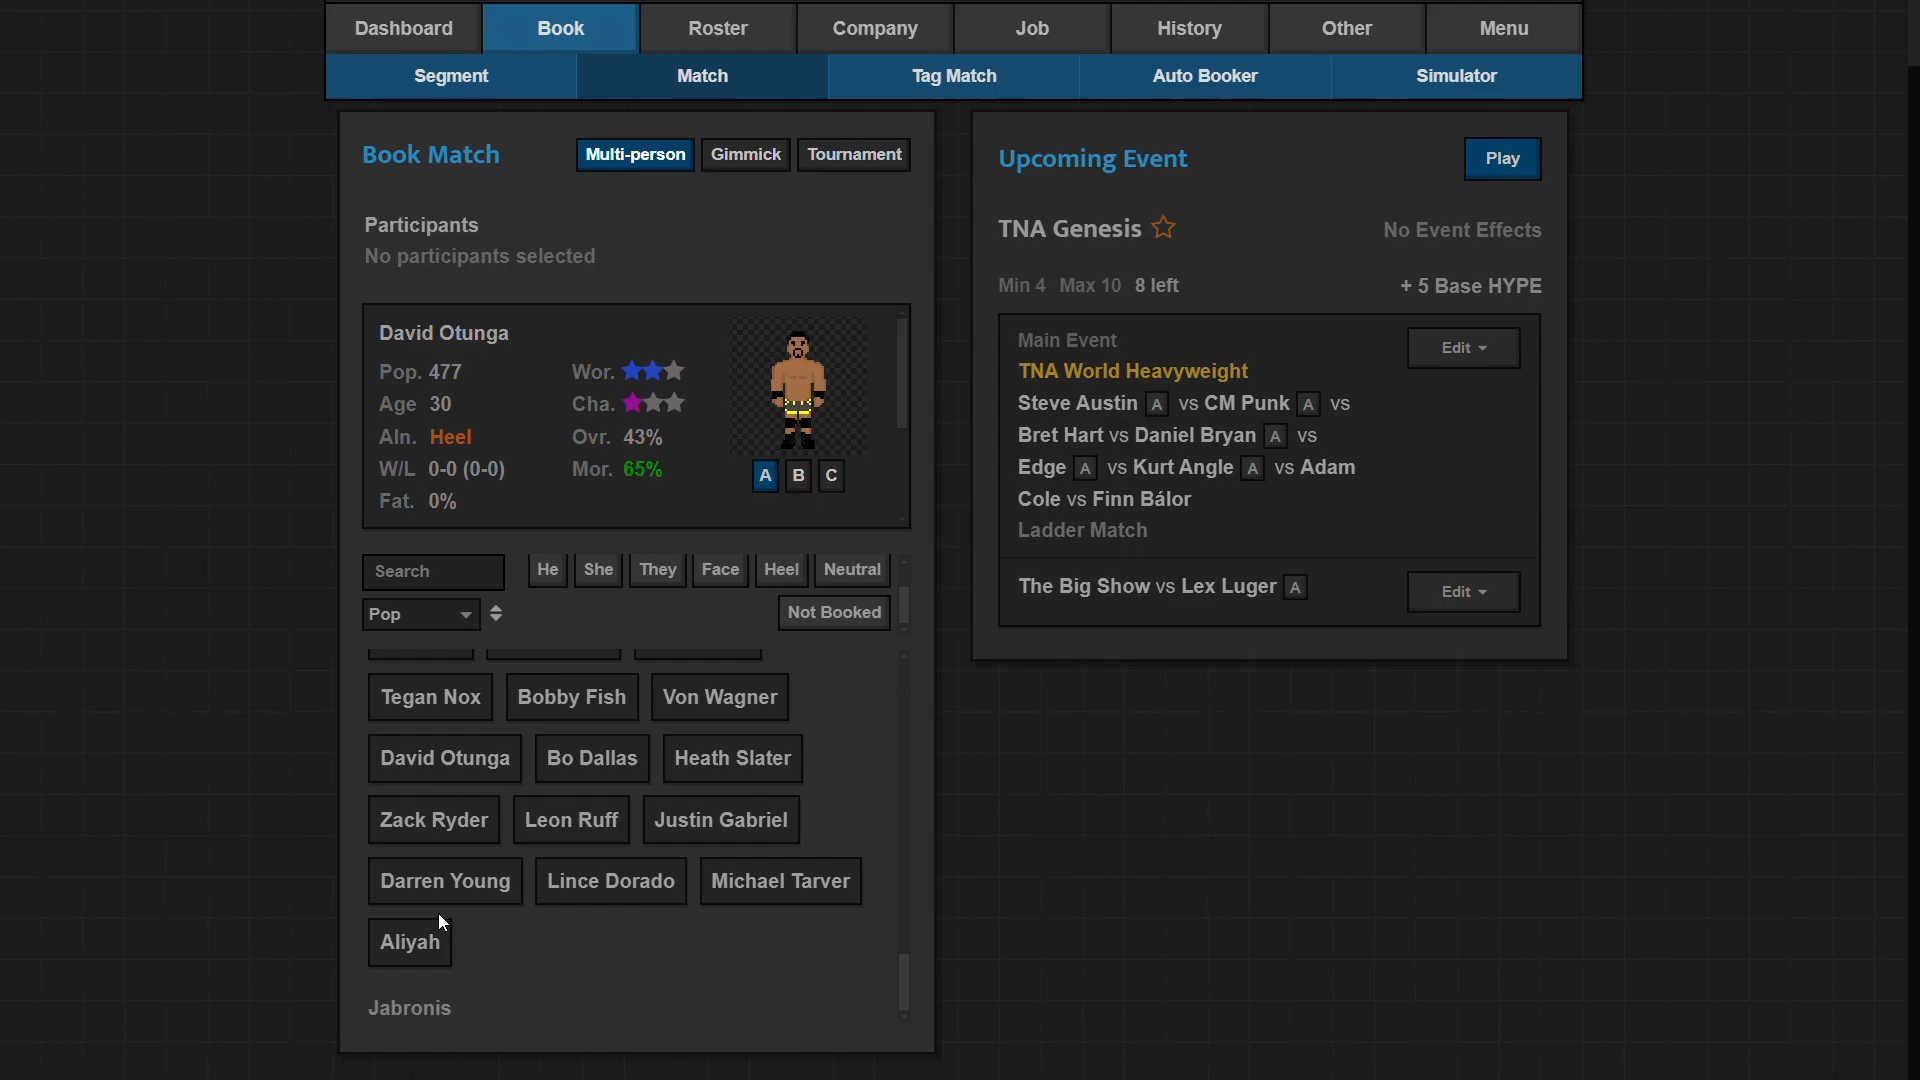 Dashboard Book Roster Company Job History Other Menu
Segment Match Tag Match Auto Booker Simulator
Book Match Multi-person Gimmick Tournament
Participants
No participants selected
David Otunga
Pop. 477 Wor.
Age 30 Cha.
Aln. Heel Ovr. 43%
W/L 0-0 (0-0) Mor. 65%
A B C
Fat. 0%
Search He She They Face Heel Neutral
Pop Not Booked
Tegan Nox Bobby Fish Von Wagner
David Otunga Bo Dallas Heath Slater
Zack Ryder Leon Ruff Justin Gabriel
Darren Young Lince Dorado Michael Tarver
Aliyah
Jabronis
Upcoming Event Play
TNA Genesis No Event Effects
Min 4 Max 10 8 left + 5 Base HYPE
Main Event Edit
TNA World Heavyweight
Steve Austin A vs CM Punk A vs
Bret Hart vs Daniel Bryan A vs
Edge A vs Kurt Angle A vs Adam
Cole vs Finn Bálor
Ladder Match
The Big Show vs Lex Luger A Edit